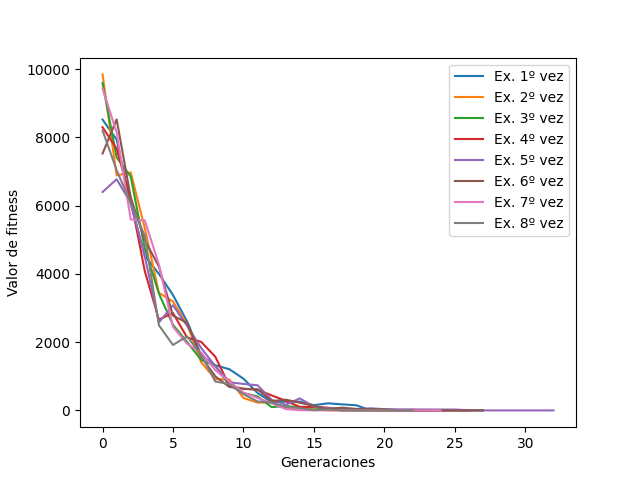 10000
8000
6000
4000
2000
0
Valor de fitness
0 5 10 15 20 25 30
Generaciones
Ex. 1º vez
Ex. 2º vez
Ex. 3º vez
Ex. 4º vez
Ex. 5º vez
Ex. 6º vez
Ex. 7º vez
Ex. 8º vez